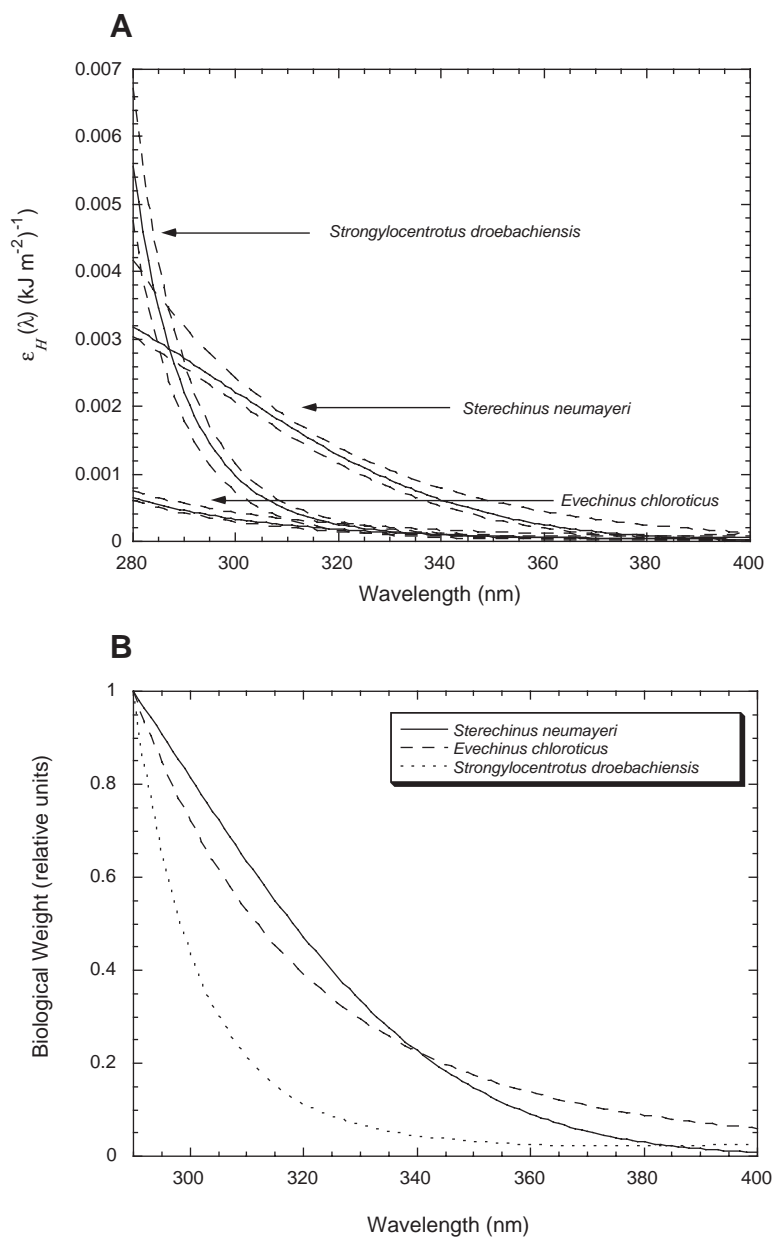 A
0.007
0.006
0.005
0.004
0.003
0.002
0.001
0
ε_H(λ) (kJ m⁻²)⁻¹
Strongylocentrotus droebachiensis
Sterechinus neumayeri
Evechinus chloroticus
280 300 320 340 360 380 400
Wavelength (nm)
B
1
0.8
0.6
0.4
0.2
0
Biological Weight (relative units)
Sterechinus neumayeri
Evechinus chloroticus
Strongylocentrotus droebachiensis
300 320 340 360 380 400
Wavelength (nm)